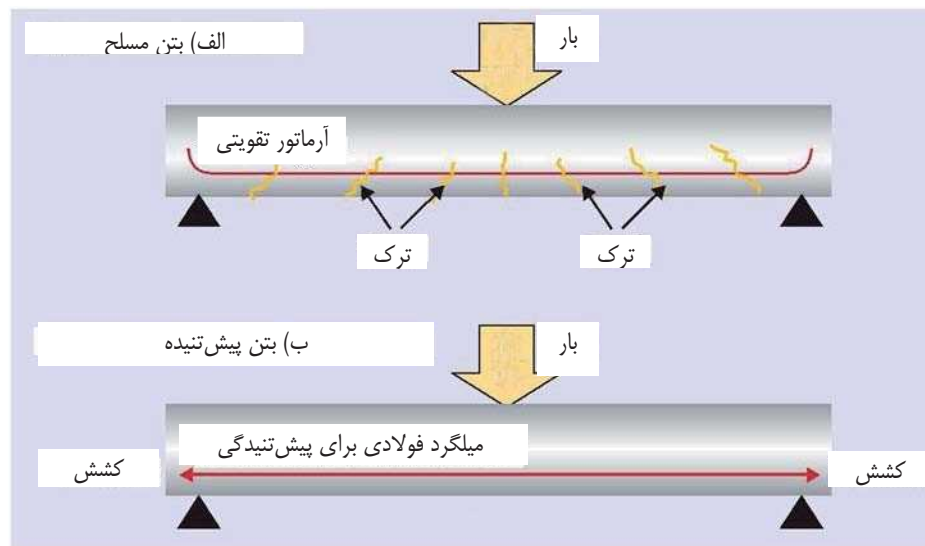 الف) بتن مسلح
بار
آرماتور تقویتی
ترک
ترک
ب) بتن پیش‌تنیده
بار
میلگرد فولادی برای پیش‌تنیدگی
کشش
کشش